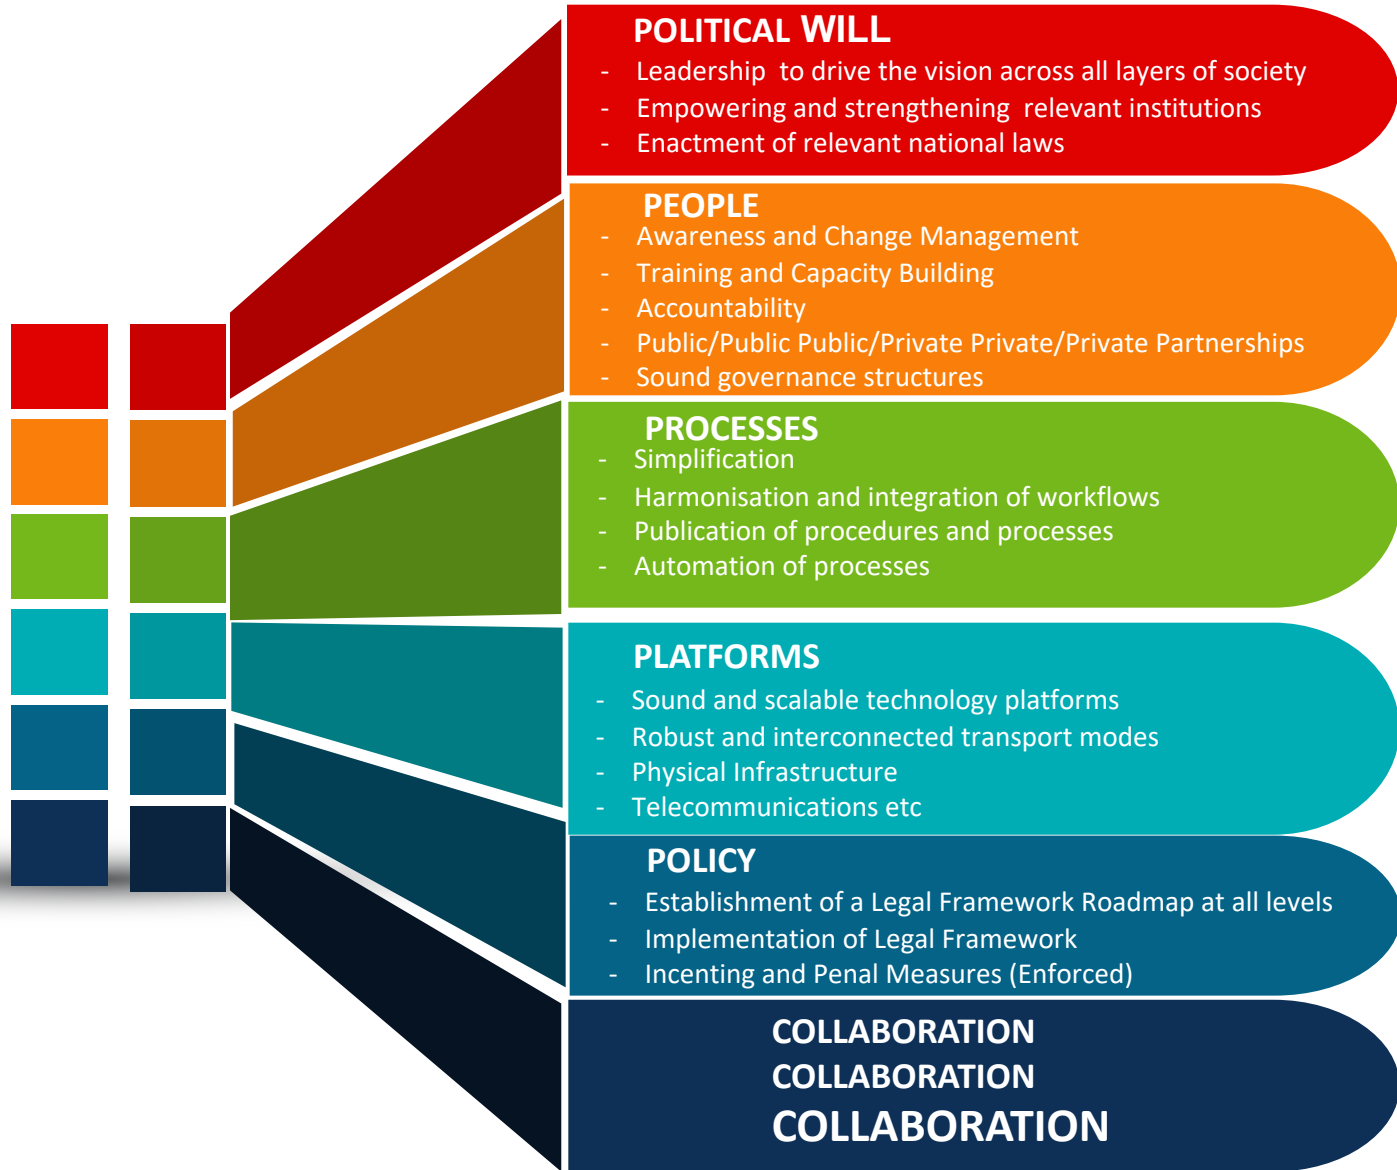 POLITICAL WILL
- Leadership to drive the vision across all layers of society
- Empowering and strengthening relevant institutions
- Enactment of relevant national laws
PEOPLE
- Awareness and Change Management
- Training and Capacity Building
- Accountability
- Public/Public Public/Private Private/Private Partnerships
- Sound governance structures
PROCESSES
- Simplification
- Harmonisation and integration of workflows
- Publication of procedures and processes
- Automation of processes
PLATFORMS
- Sound and scalable technology platforms
- Robust and interconnected transport modes
- Physical Infrastructure
- Telecommunications etc
POLICY
- Establishment of a Legal Framework Roadmap at all levels
- Implementation of Legal Framework
- Incenting and Penal Measures (Enforced)
COLLABORATION
COLLABORATION
COLLABORATION